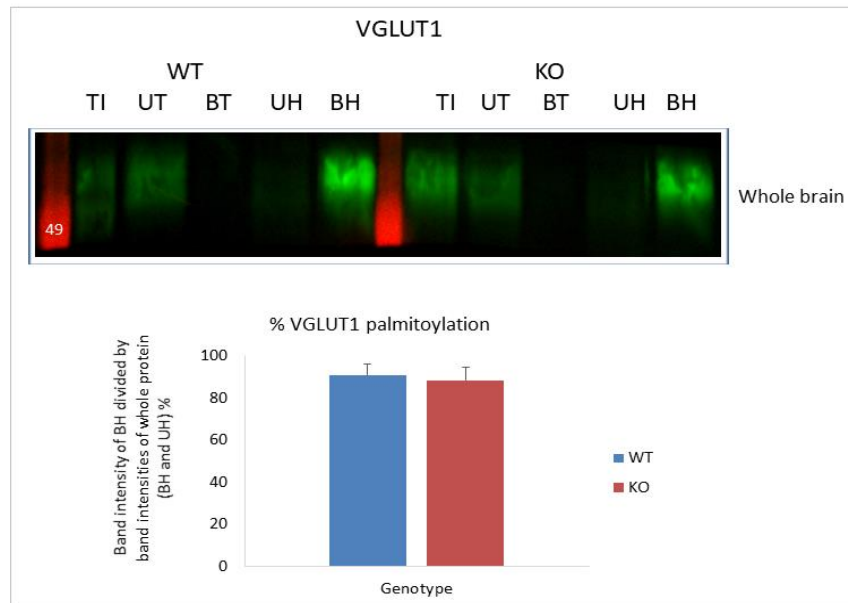 VGLUT1
WT KO
TI UT BT UH BH TI UT BT UH BH
49
Whole brain
% VGLUT1 palmitoylation
Band intensity of BH divided by
band intensities of whole protein
(BH and UH) %
100
80
60
40
20
0
WT
KO
Genotype